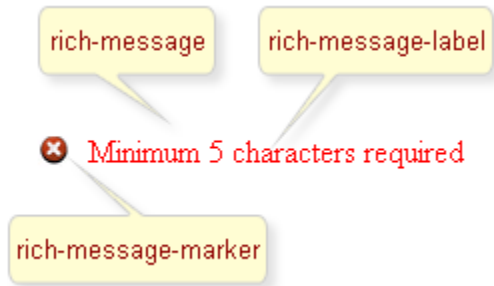 rich-message
rich-message-label
Minimum 5 characters required
rich-message-marker